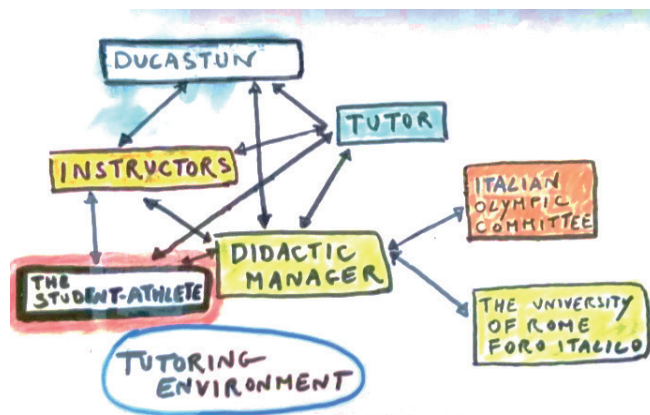 DUCASTUN
TUTOR
INSTRUCTORS
ITALIAN
OLYMPIC
COMMITTEE
DIDACTIC
MANAGER
THE
STUDENT-ATHLETE
THE UNIVERSITY
OF ROME
FORO ITALICO
TUTORING
ENVIRONMENT